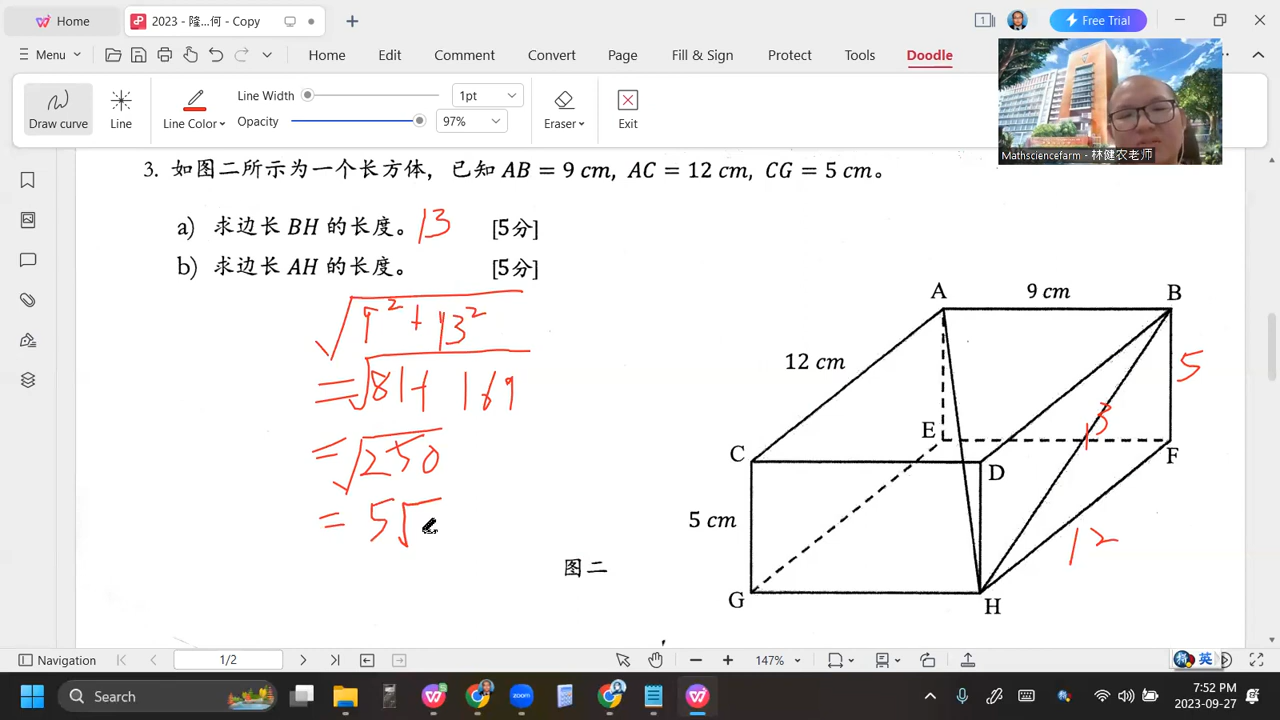 Home
2023 - 隆...何 - Copy
1
Free Trial
Menu
Home Edit Comment Convert Page Fill & Sign Protect Tools Doodle
Draw curve
Line
Line Color
Line Width
1pt
Opacity
97%
Eraser
Exit
Mathsciencefarm - 林健农老师
3. 如图二所示为一个长方体，已知 AB = 9 cm, AC = 12 cm, CG = 5 cm。
a) 求边长 BH 的长度。 13 [5分]
b) 求边长 AH 的长度。 [5分]
√9²+13²
=√81+169
=√250
=5√
A 9 cm B
12 cm
5
E
13
F
C
D
5 cm
12
G
H
图二
Navigation
1/2
147%
英
Search
7:52 PM
2023-09-27